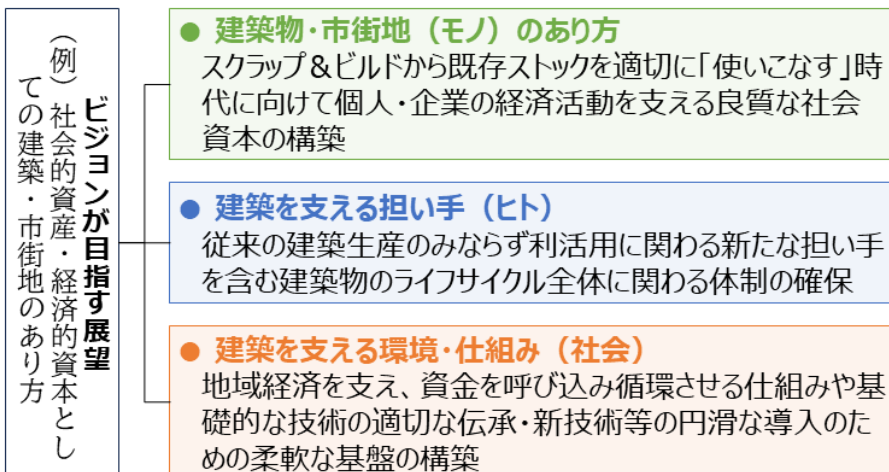 ビジョンが目指す展望
（例）社会的資産・経済的資本とし
ての建築・市街地のあり方
● 建築物・市街地（モノ）のあり方
スクラップ＆ビルドから既存ストックを適切に「使いこなす」時
代に向けて個人・企業の経済活動を支える良質な社会
資本の構築
● 建築を支える担い手（ヒト）
従来の建築生産のみならず利活用に関わる新たな担い手
を含む建築物のライフサイクル全体に関わる体制の確保
● 建築を支える環境・仕組み（社会）
地域経済を支え、資金を呼び込み循環させる仕組みや基
礎的な技術の適切な伝承・新技術等の円滑な導入のた
めの柔軟な基盤の構築